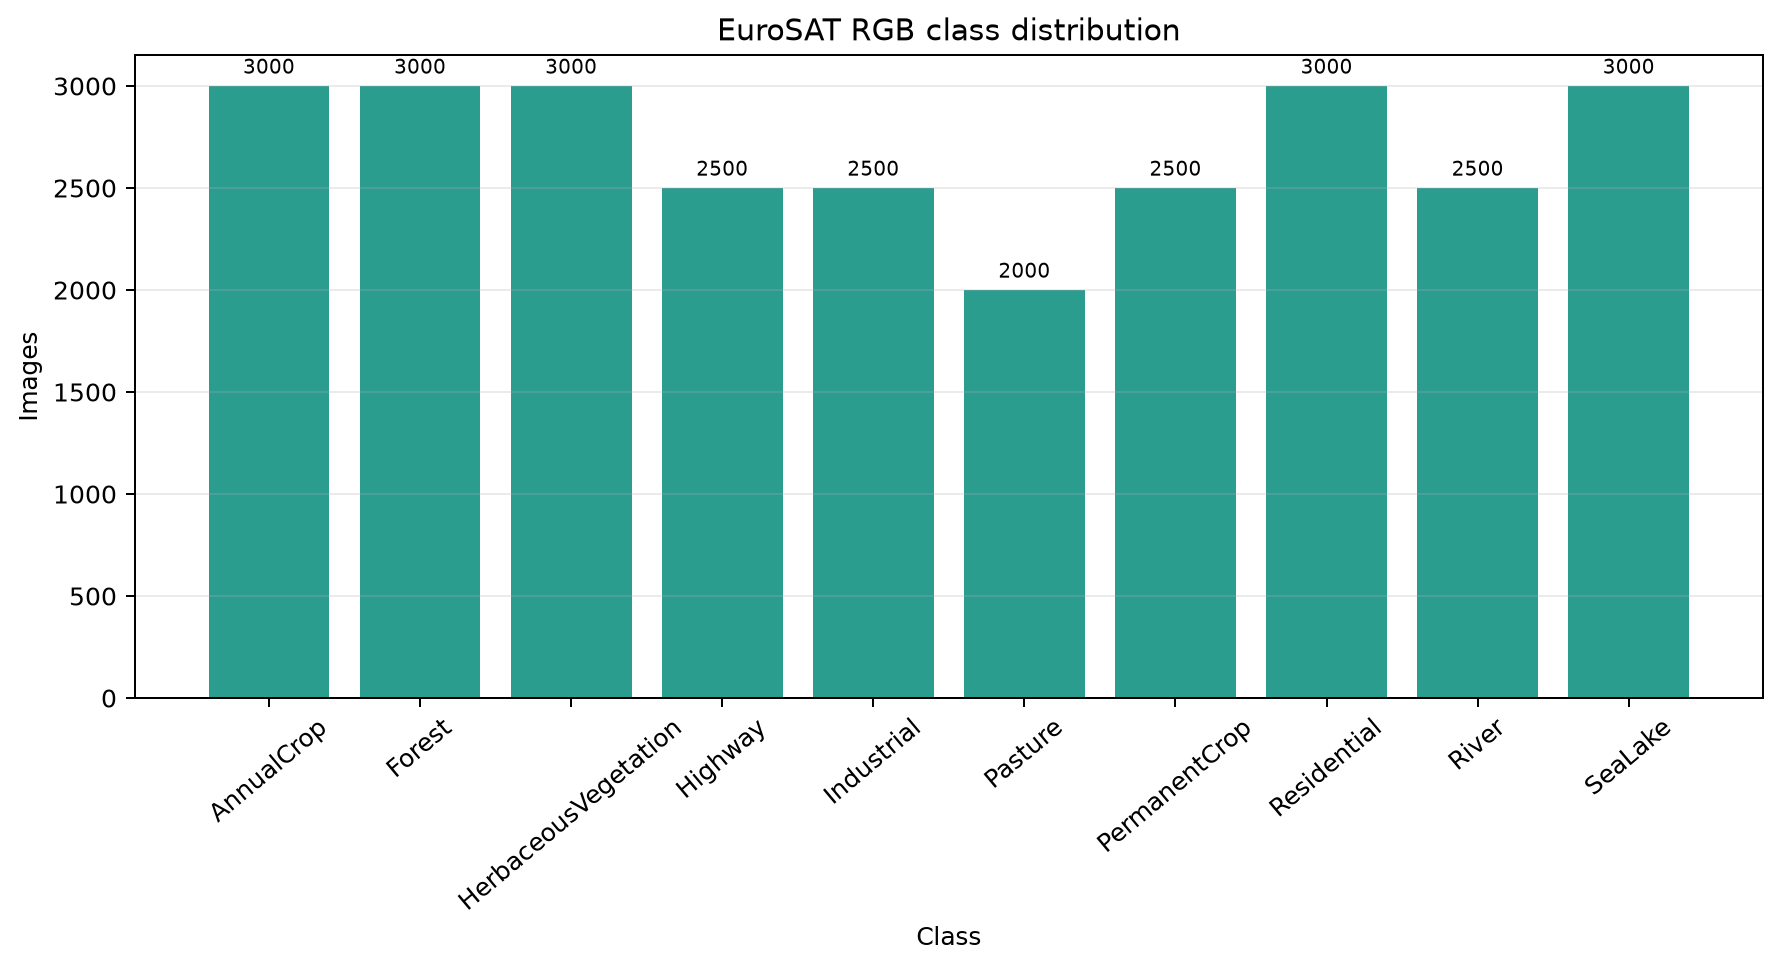 EuroSAT RGB class distribution
3000 3000 3000 2500 2500 2000 2500 3000 2500 3000
Images
3000
2500
2000
1500
1000
500
0
AnnualCrop
Forest
HerbaceousVegetation
Highway
Industrial
Pasture
PermanentCrop
Residential
River
SeaLake
Class